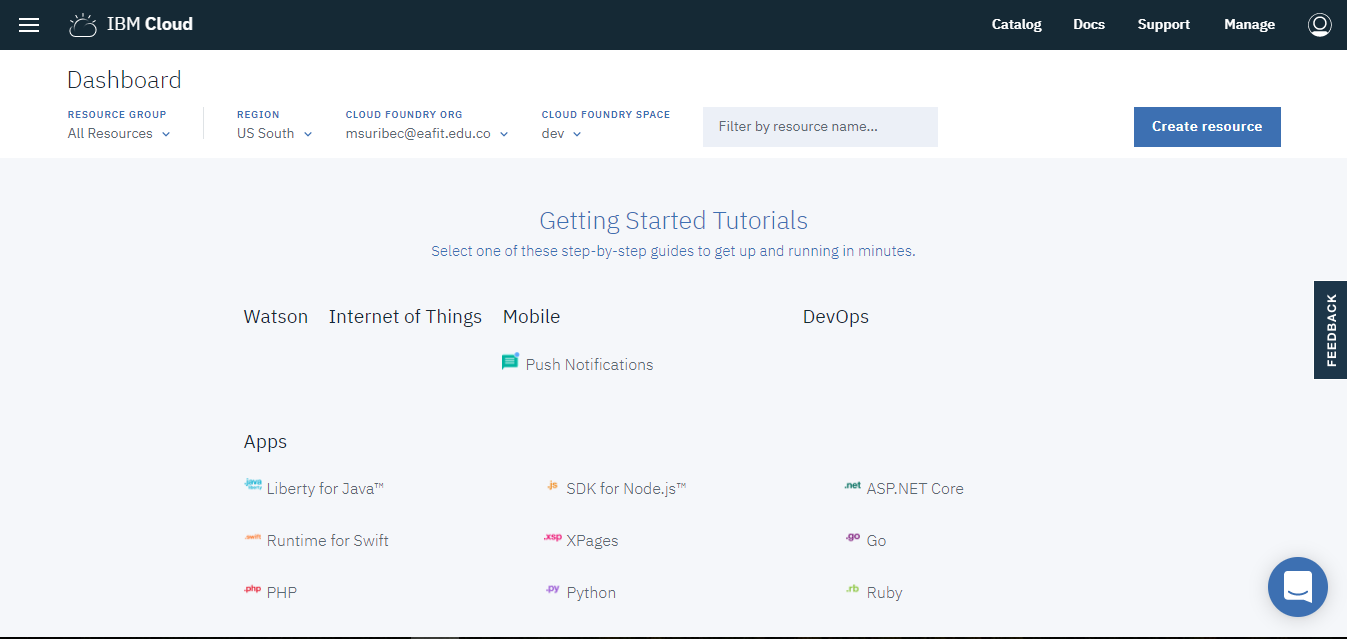 IBM Cloud Catalog Docs Support Manage
Dashboard
RESOURCE GROUP REGION CLOUD FOUNDRY ORG CLOUD FOUNDRY SPACE
All Resources US South msuribec@eafit.edu.co dev Filter by resource name... Create resource
Getting Started Tutorials
Select one of these step-by-step guides to get up and running in minutes.
FEEDBACK
Watson Internet of Things Mobile DevOps
Push Notifications
Apps
java liberty Liberty for Java™ .js SDK for Node.js™ .net ASP.NET Core
.swift Runtime for Swift .xsp XPages .go Go
.php PHP .py Python .rb Ruby